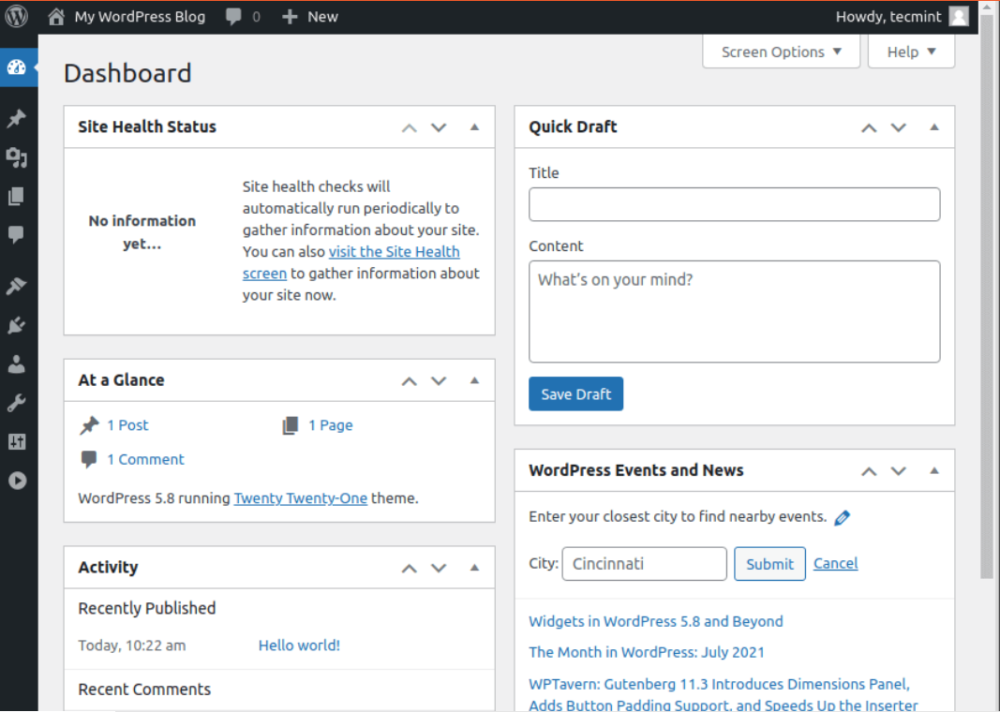 My WordPress Blog 0 New Howdy, tecmint
Screen Options Help
Dashboard
Site Health Status
No information
yet...
Site health checks will
automatically run periodically to
gather information about your site.
You can also visit the Site Health
screen to gather information about
your site now.
At a Glance
1 Post 1 Page
1 Comment
WordPress 5.8 running Twenty Twenty-One theme.
Activity
Recently Published
Today, 10:22 am Hello world!
Recent Comments
Quick Draft
Title
Content
What's on your mind?
Save Draft
WordPress Events and News
Enter your closest city to find nearby events.
City: Cincinnati Submit Cancel
Widgets in WordPress 5.8 and Beyond
The Month in WordPress: July 2021
WPTavern: Gutenberg 11.3 Introduces Dimensions Panel,
Adds Button Padding Support, and Speeds Up the Inserter